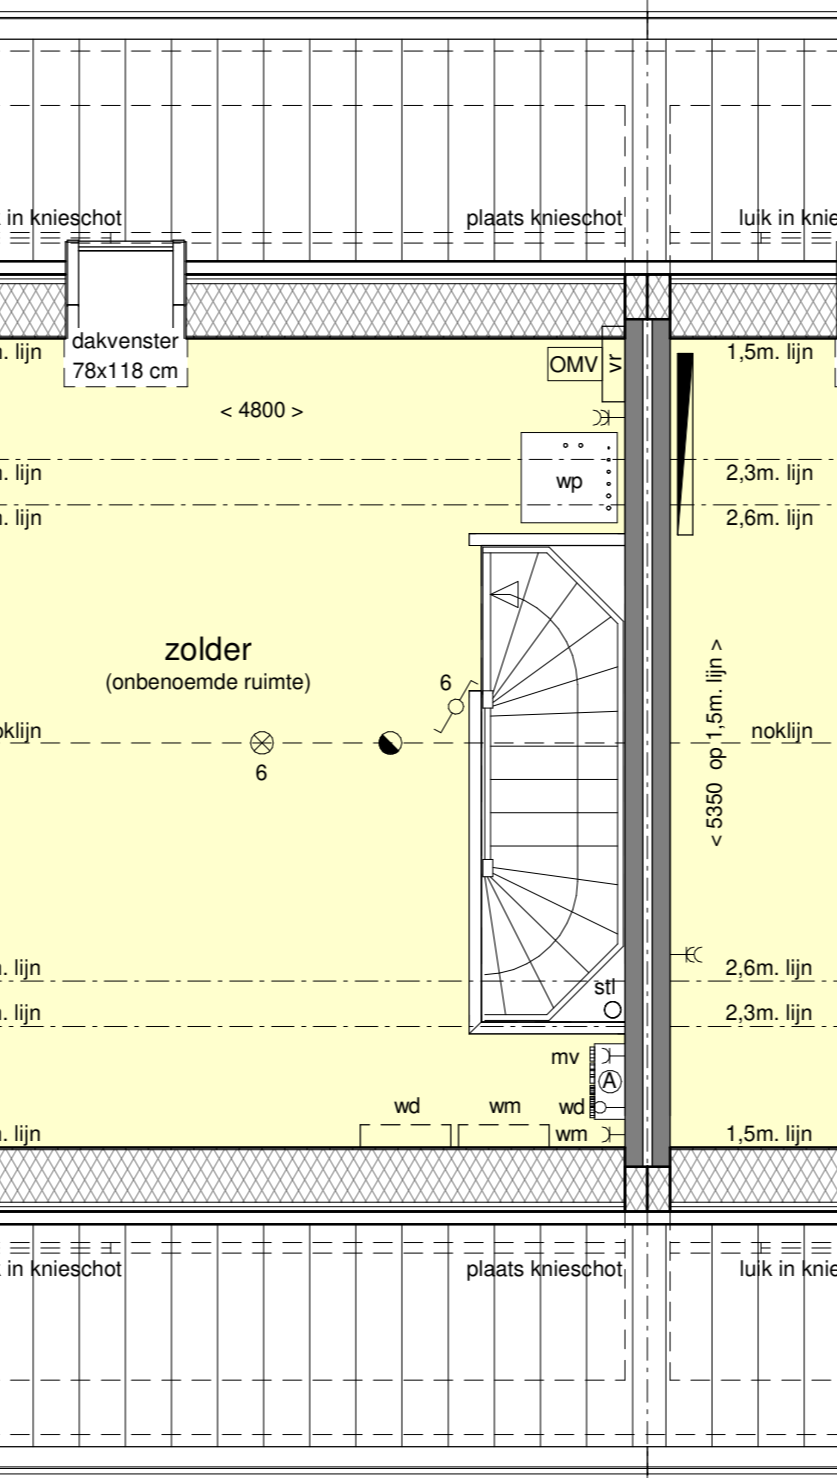 in knieschot
plaats knieschot
luik in knie
dakvenster
78x118 cm
. lijn
OMV
vr
1,5m. lijn
< 4800 >
. lijn
2,3m. lijn
wp
. lijn
2,6m. lijn
zolder
(onbenoemde ruimte)
6
oklijn
noklijn
6
< 5350 op 1,5m. lijn >
. lijn
2,6m. lijn
stl
. lijn
2,3m. lijn
mv
A
wd
wm
wd
. lijn
wm
1,5m. lijn
in knieschot
plaats knieschot
luik in knie